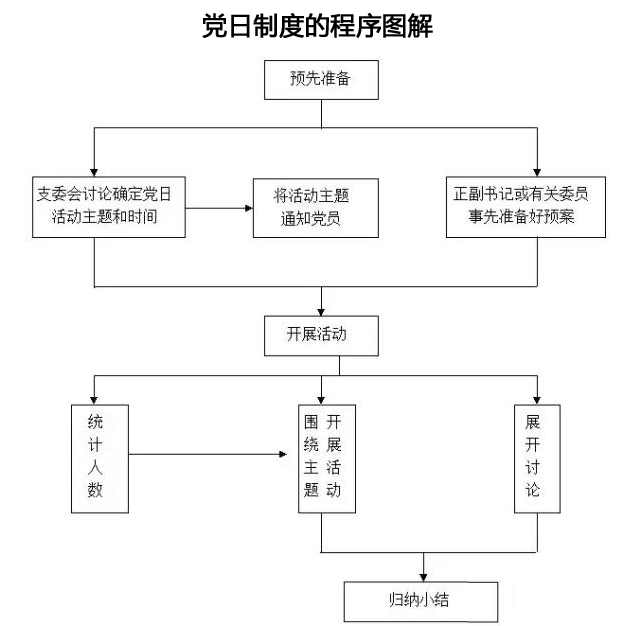 党日制度的程序图解
预先准备
支委会讨论确定党日
活动主题和时间
将活动主题
通知党员
正副书记或有关委员
事先准备好预案
开展活动
统计人数
围绕主题
开展活动
展开讨论
归纳小结